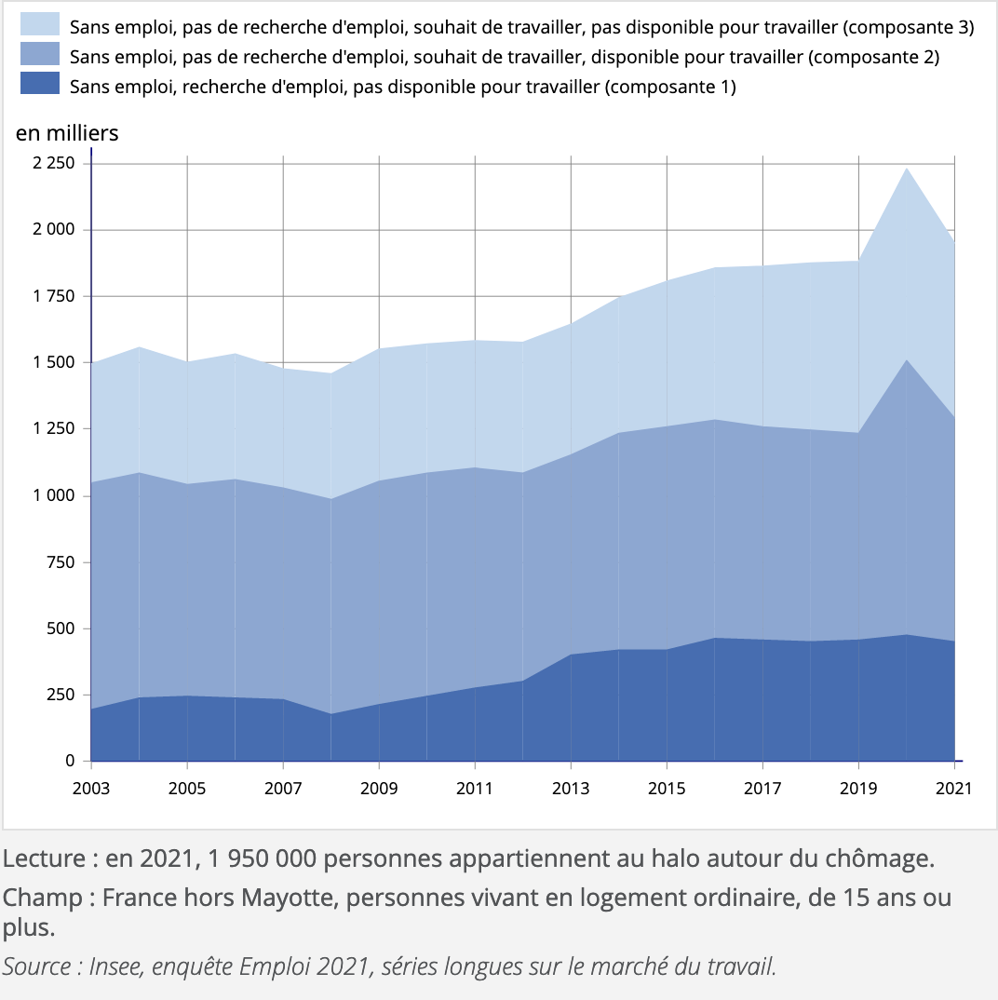 Sans emploi, pas de recherche d'emploi, souhait de travailler, pas disponible pour travailler (composante 3)
Sans emploi, pas de recherche d'emploi, souhait de travailler, disponible pour travailler (composante 2)
Sans emploi, recherche d'emploi, pas disponible pour travailler (composante 1)
en milliers
2 250
2 000
1 750
1 500
1 250
1 000
750
500
250
0
2003 2005 2007 2009 2011 2013 2015 2017 2019 2021
Lecture : en 2021, 1 950 000 personnes appartiennent au halo autour du chômage.
Champ : France hors Mayotte, personnes vivant en logement ordinaire, de 15 ans ou
plus.
Source : Insee, enquête Emploi 2021, séries longues sur le marché du travail.